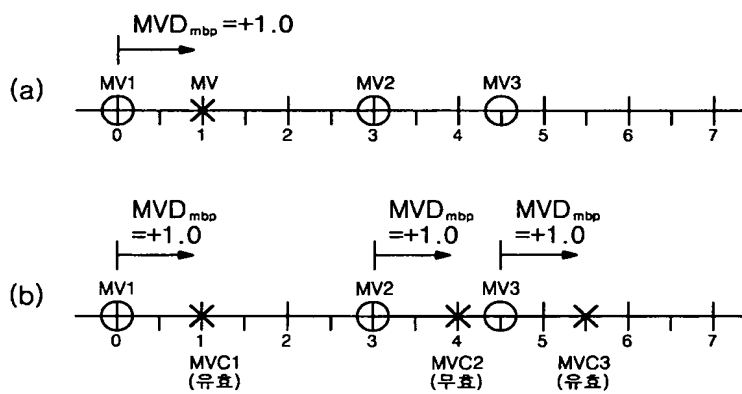 MVDmbp =+1.0
(a)
MV1 MV MV2 MV3
0 1 2 3 4 5 6 7
MVDmbp =+1.0 MVDmbp =+1.0 MVDmbp =+1.0
(b)
MV1 MV2 MV3
0 1 2 3 4 5 6 7
MVC1 MVC2 MVC3
(유효) (무효) (유효)